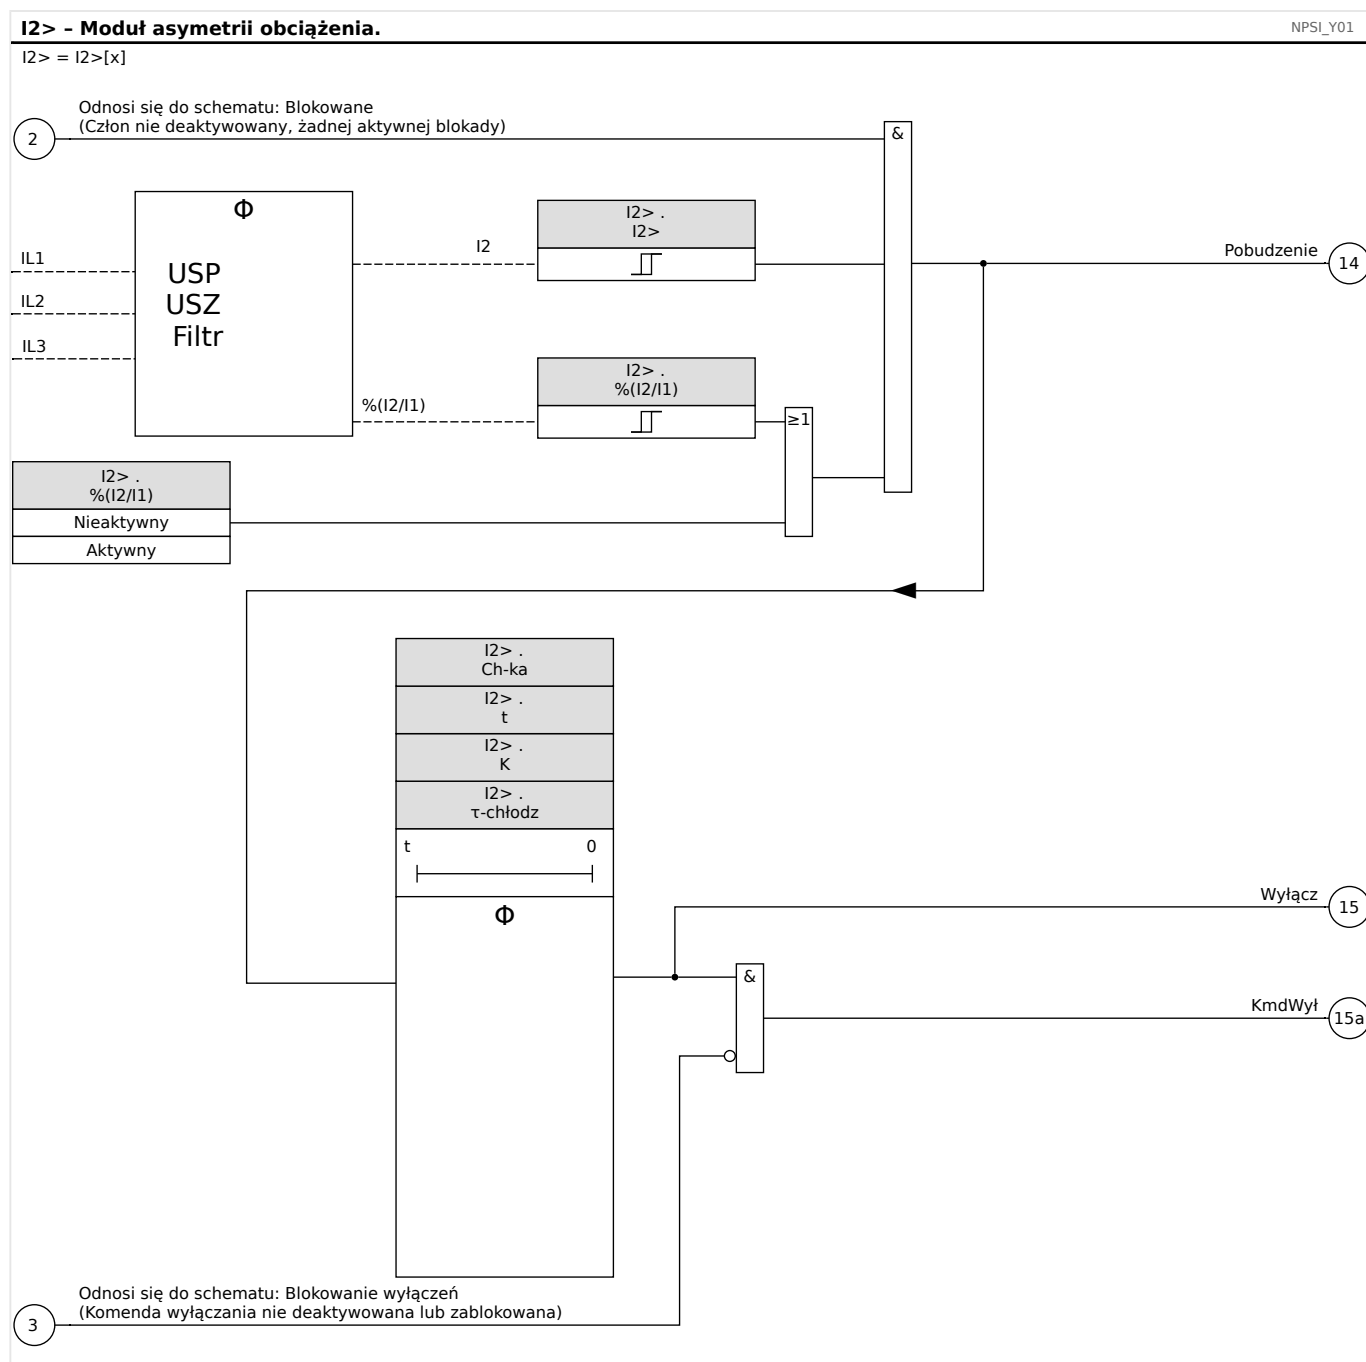 I2> – Moduł asymetrii obciążenia.
NPSI_Y01
I2> = I2>[x]
Odnosi się do schematu: Blokowane
(Człon nie deaktywowany, żadnej aktywnej blokady)
2
&
Φ
USP
USZ
Filtr
IL1
IL2
IL3
I2
I2> .
I2>
Pobudzenie
14
%(I2/I1)
I2> .
%(I2/I1)
≥1
I2> .
%(I2/I1)
Nieaktywny
Aktywny
I2> .
Ch-ka
I2> .
t
I2> .
K
I2> .
τ-chłodz
t 0
Φ
Wyłącz
15
&
KmdWył
15a
Odnosi się do schematu: Blokowanie wyłączeń
(Komenda wyłączania nie deaktywowana lub zablokowana)
3